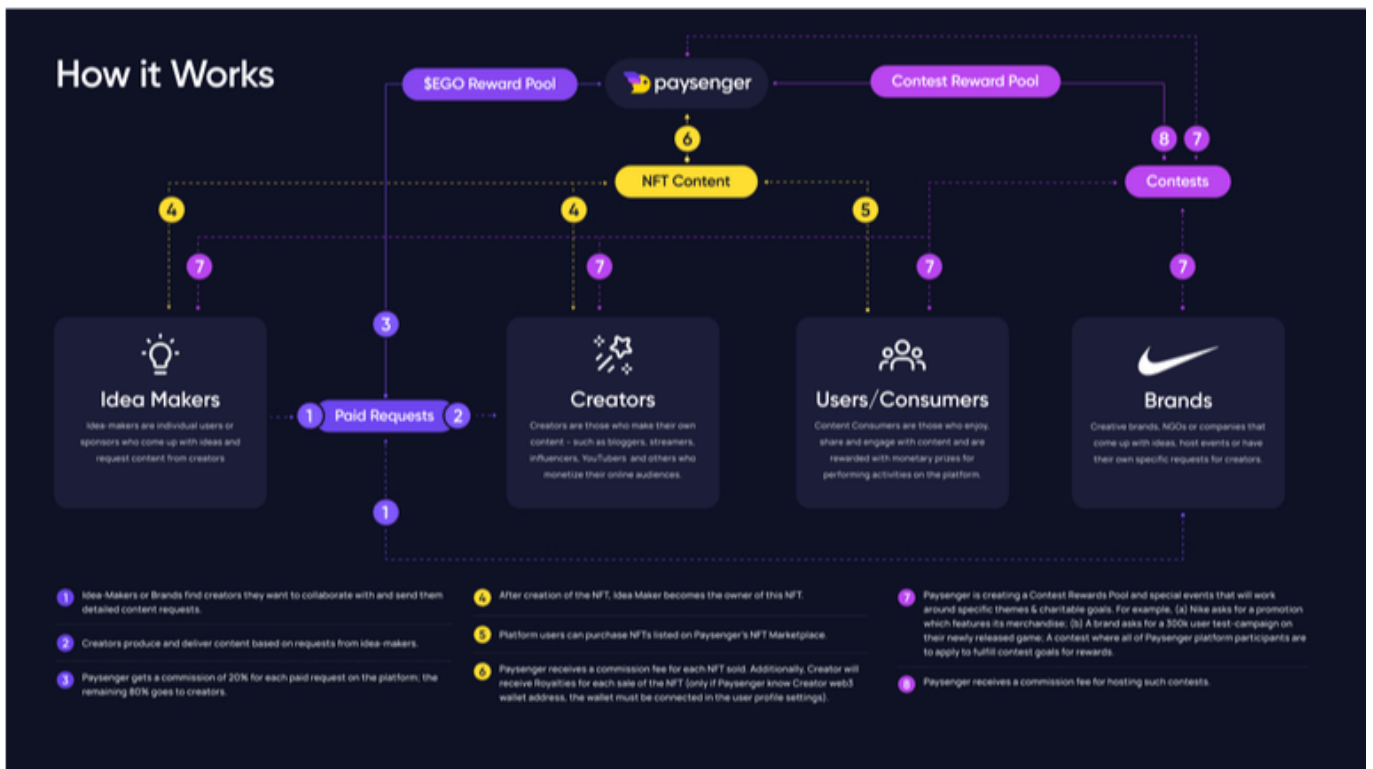 How it Works
$EGO Reward Pool
paysenger
Contest Reward Pool
6
8
7
NFT Content
Contests
4
4
5
7
7
7
7
3
Idea Makers
Idea-makers are individual users or
sponsors who come up with ideas and
request content from creators
1
Paid Requests
2
Creators
Creators are those who make their own
content – such as bloggers, streamers,
influencers, YouTubers and others who
monetize their online audiences.
Users/Consumers
Content Consumers are those who enjoy,
share and engage with content and are
rewarded with monetary prizes for
performing activities on the platform.
Brands
Creative brands, NGOs or companies that
come up with ideas, host events or have
their own specific requests for creators.
1
1
Idea-Makers or Brands find creators they want to collaborate with and send them
detailed content requests.
2
Creators produce and deliver content based on requests from idea-makers.
3
Paysenger gets a commission of 20% for each paid request on the platform; the
remaining 80% goes to creators.
4
After creation of the NFT, Idea Maker becomes the owner of this NFT.
5
Platform users can purchase NFTs listed on Paysenger's NFT Marketplace.
6
Paysenger receives a commission fee for each NFT sold. Additionally, Creator will
receive Royalties for each sale of the NFT (only if Paysenger know Creator web3
wallet address, the wallet must be connected in the user profile settings).
7
Paysenger is creating a Contest Rewards Pool and special events that will work
around specific themes & charitable goals. For example, (a) Nike asks for a promotion
which features its merchandise; (b) A brand asks for a 300k user test-campaign on
their newly released game; A contest where all of Paysenger platform participants are
to apply to fulfill contest goals for rewards.
8
Paysenger receives a commission fee for hosting such contests.